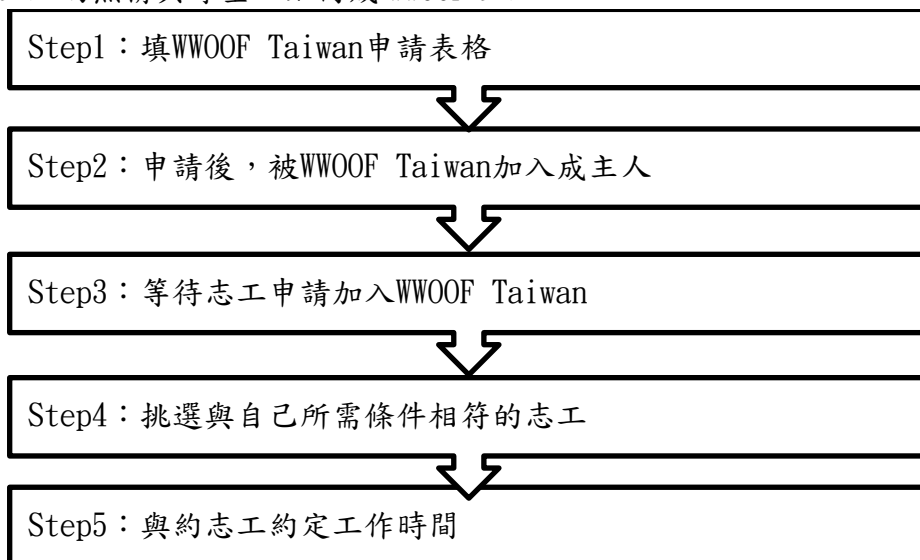 Step1：填WWOOF Taiwan申請表格
Step2：申請後，被WWOOF Taiwan加入成主人
Step3：等待志工申請加入WWOOF Taiwan
Step4：挑選與自己所需條件相符的志工
Step5：與約志工約定工作時間